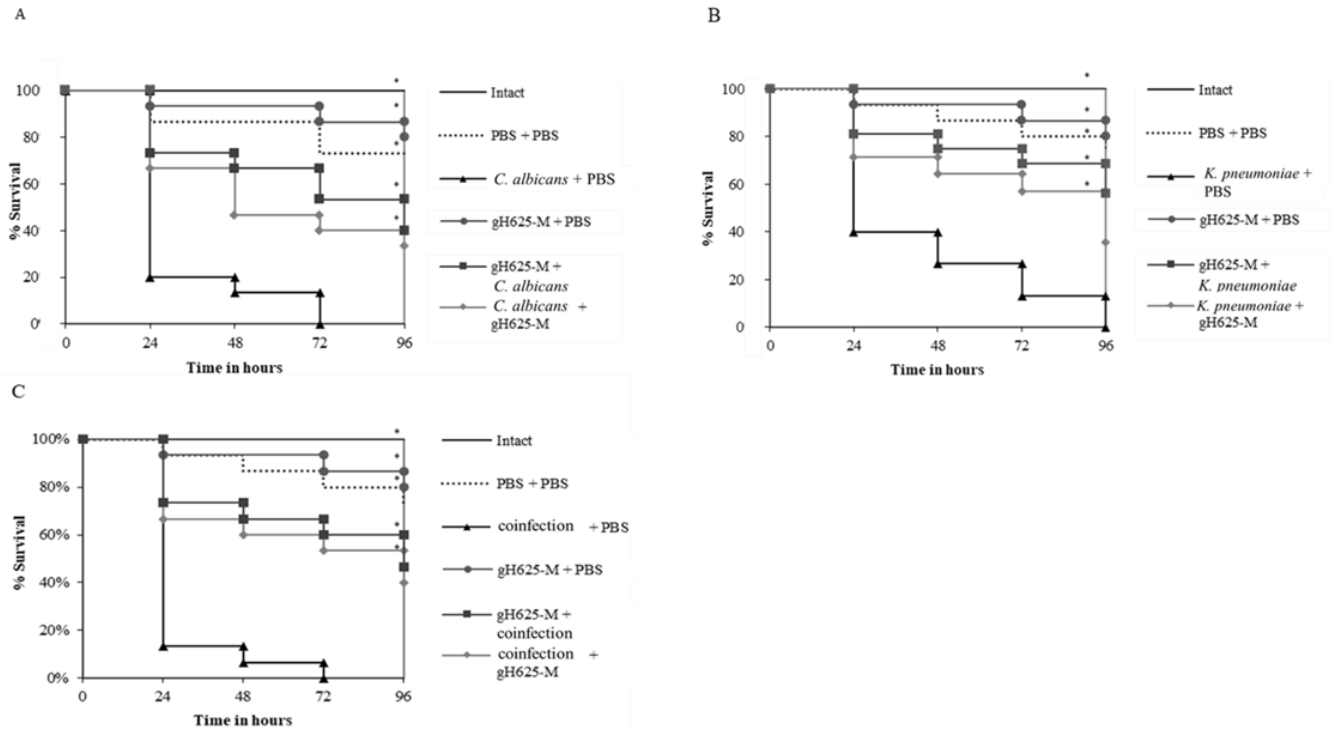 A
*
100
*
80
*
60
*
40
*
20
0
% Survival
0 24 48 72 96
Time in hours
Intact
PBS + PBS
C. albicans + PBS
gH625-M + PBS
gH625-M +
C. albicans
C. albicans +
gH625-M
B
*
100
*
80
*
60
*
*
40
20
0
% Survival
0 24 48 72 96
Time in hours
Intact
PBS + PBS
K. pneumoniae +
PBS
gH625-M + PBS
gH625-M +
K. pneumoniae
K. pneumoniae +
gH625-M
C
*
100%
*
80%
*
60%
*
*
40%
20%
0%
% Survival
0 24 48 72 96
Time in hours
Intact
PBS + PBS
coinfection + PBS
gH625-M + PBS
gH625-M +
coinfection
coinfection +
gH625-M